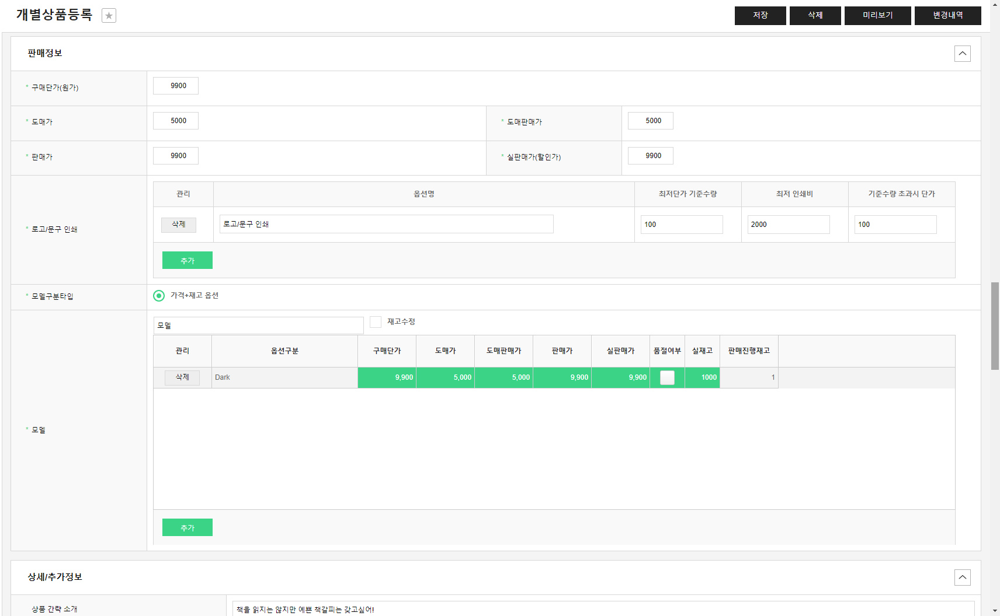 개별상품등록
저장 삭제 미리보기 변경내역
판매정보
* 구매단가(원가) 9900
* 도매가 5000 * 도매판매가 5000
* 판매가 9900 * 실판매가(할인가) 9900
관리 옵션명 최저단가 기준수량 최저 인쇄비 기준수량 초과시 단가
* 로고/문구 인쇄 삭제 로고/문구 인쇄 100 2000 100
추가
* 모델구분타입 가격+재고 옵션
모델 재고수정
관리 옵션구분 구매단가 도매가 도매판매가 판매가 실판매가 품절여부 실재고 판매진행재고
삭제 Dark 9,900 5,000 5,000 9,900 9,900 1000 1
* 모델
추가
상세/추가정보
상품 간략 소개 책을 읽지는 않지만 예쁜 책갈피는 갖고싶어!